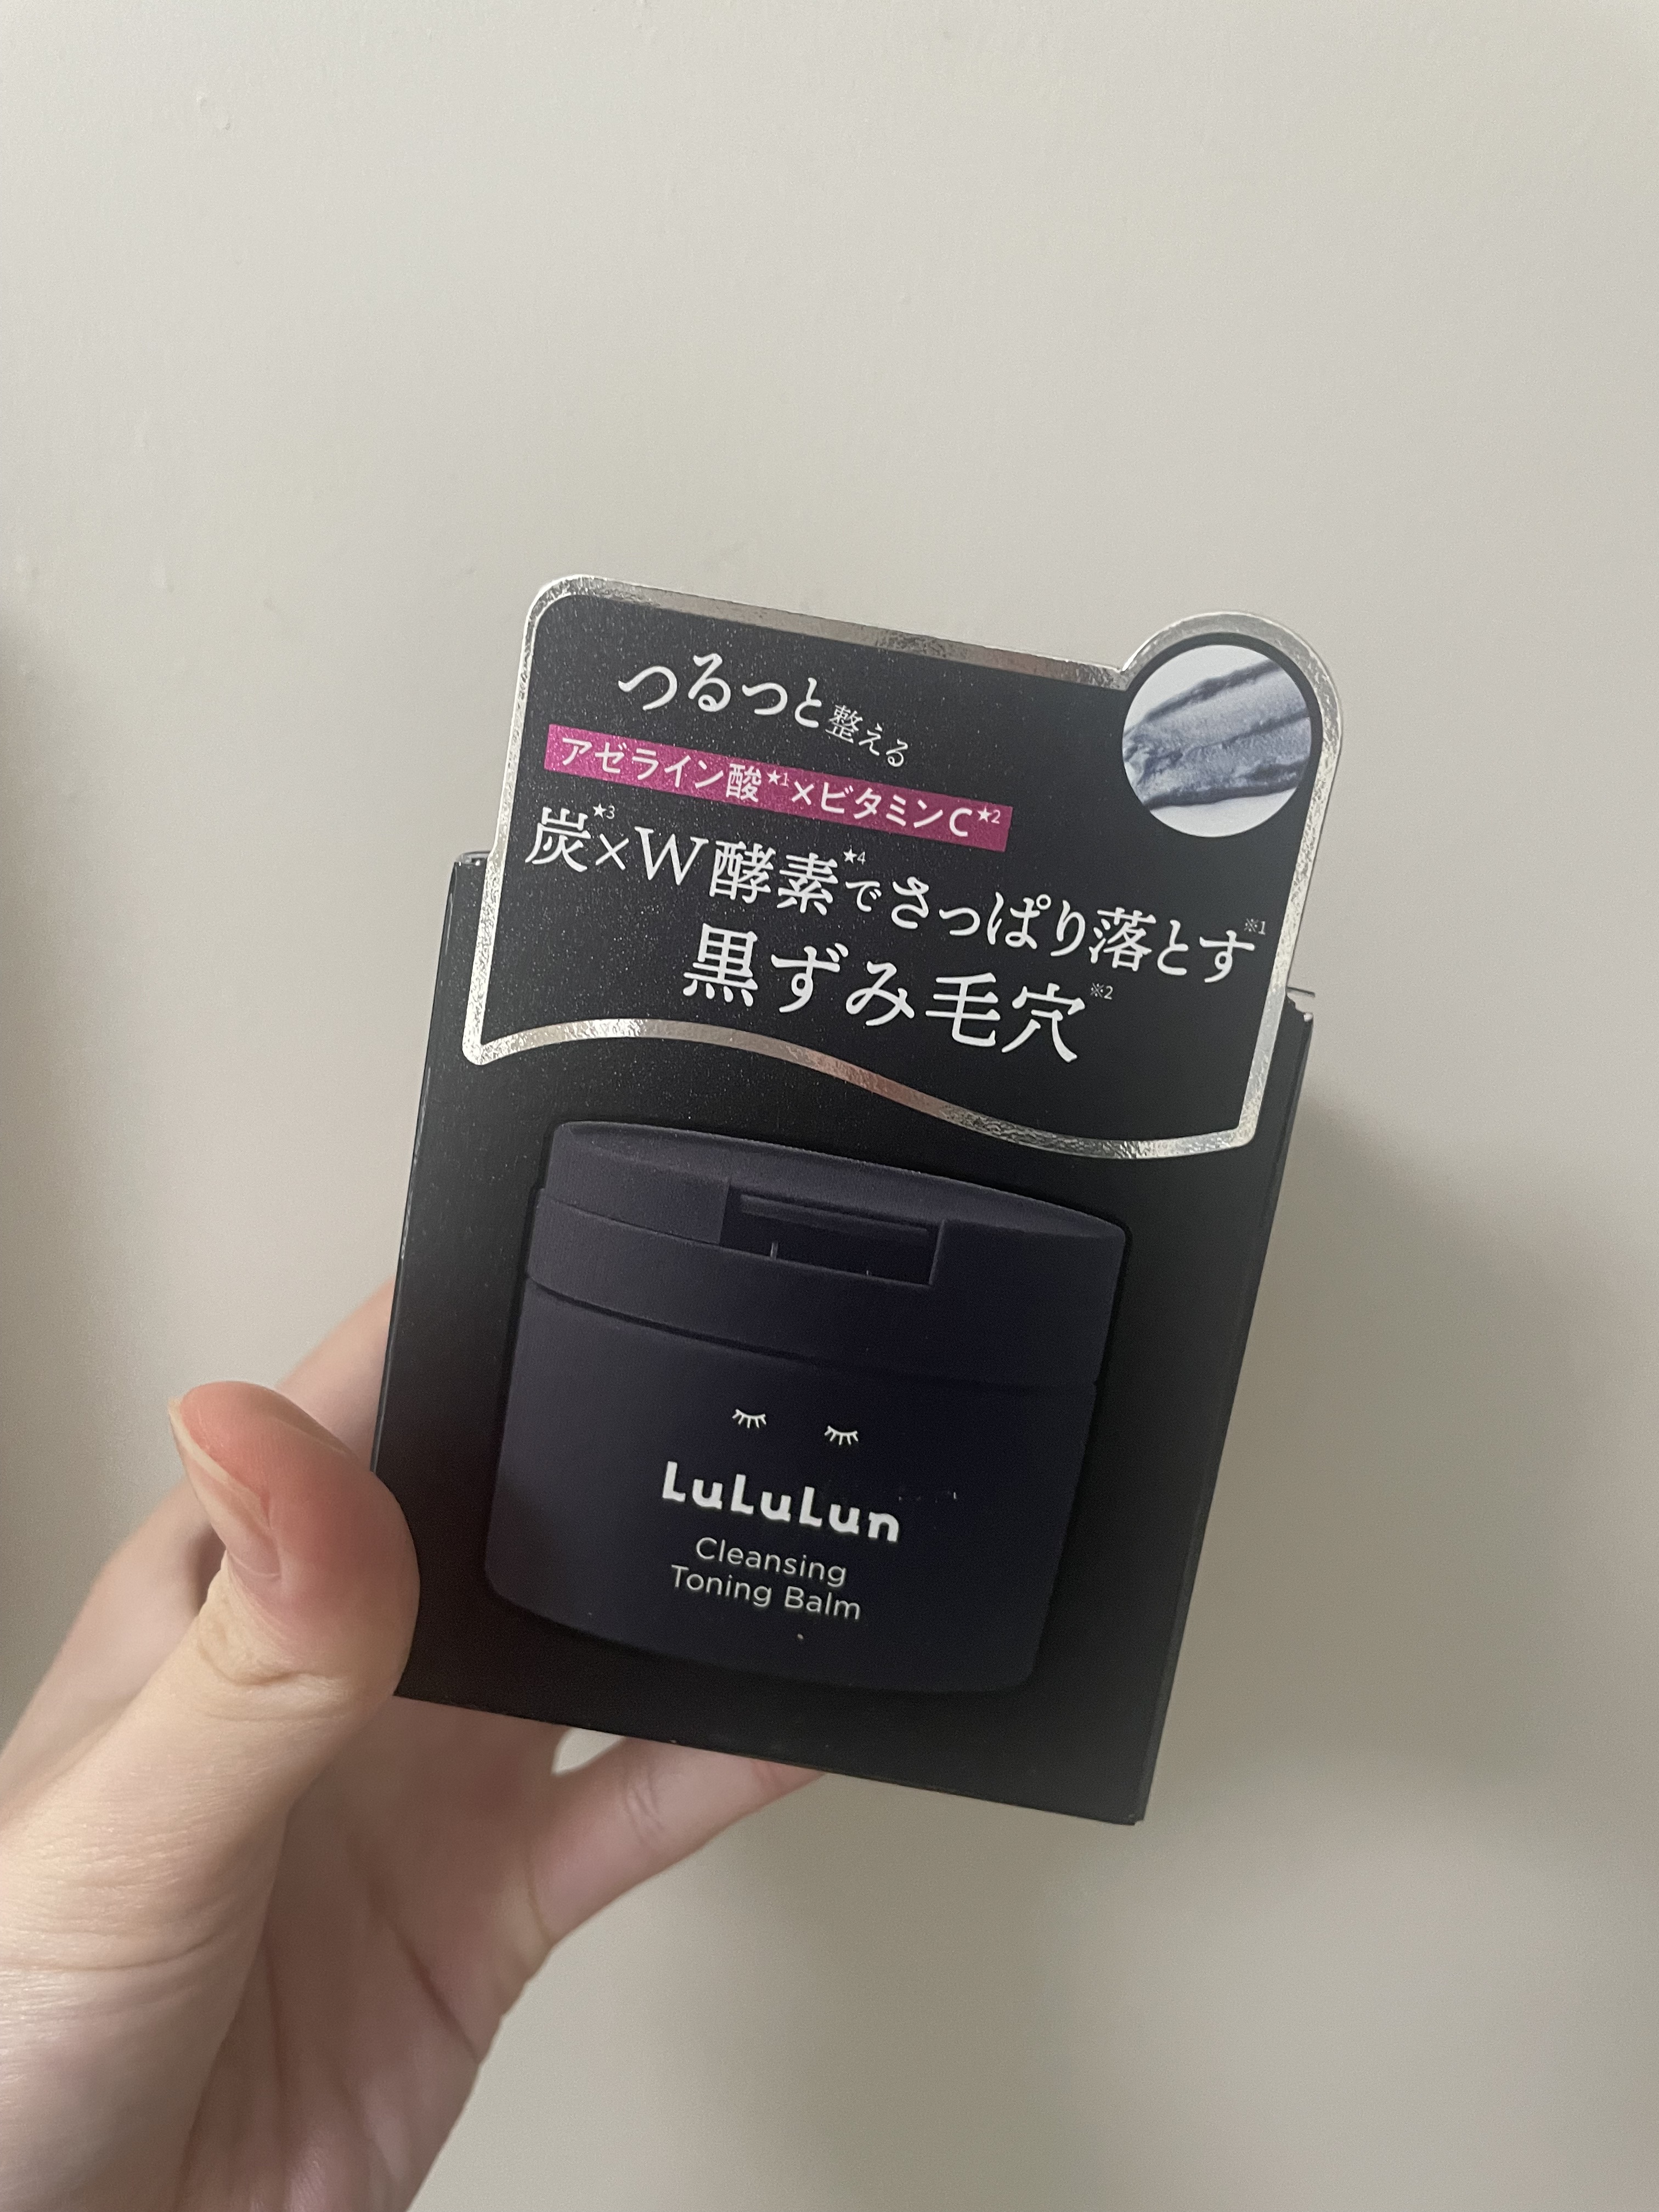 つるっと整える
アゼライン酸★1×ビタミンC★2
炭★3×W酵素★4でさっぱり落とす※1
黒ずみ毛穴※2
LuLuLun
Cleansing
Toning Balm